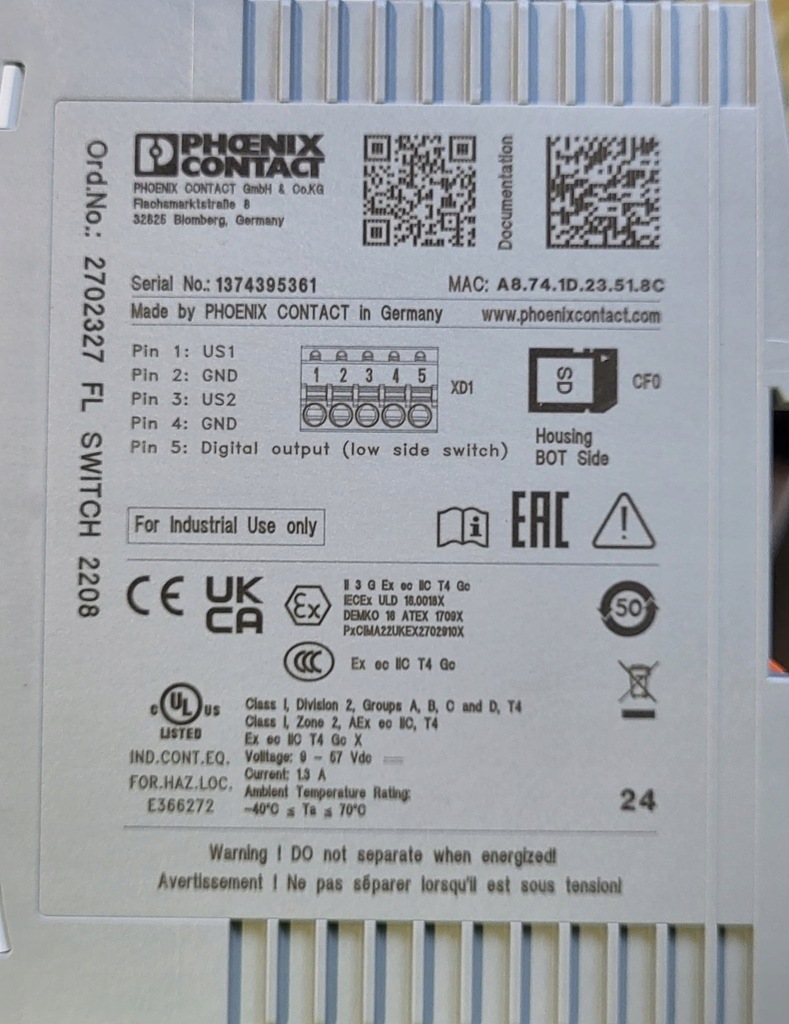 Ord.No.: 2702327 FL SWITCH 2208
PHŒNIX
CONTACT
PHOENIX CONTACT GmbH & Co.KG
Flachsmarktstraße 8
32825 Blomberg, Germany
Documentation
Serial No.: 1374395361 MAC: A8.74.1D.23.51.8C
Made by PHOENIX CONTACT in Germany www.phoenixcontact.com
Pin 1: US1
Pin 2: GND
Pin 3: US2
Pin 4: GND
Pin 5: Digital output (low side switch)
1 2 3 4 5
XD1
SD
CF0
Housing
BOT Side
For Industrial Use only
i
EAC
!
CE
UK
CA
Ex
II 3 G Ex ec IIC T4 Gc
IECEx ULD 18.0018X
DEMKO 18 ATEX 1709X
PxCIMA22UKEX2702910X
50
CCC
Ex ec IIC T4 Gc
c UL us
LISTED
IND.CONT.EQ.
FOR.HAZ.LOC.
E366272
Class I, Division 2, Groups A, B, C and D, T4
Class I, Zone 2, AEx ec IIC, T4
Ex ec IIC T4 Gc X
Volltage: 9 – 57 Vdc
Current: 1.3 A
Ambient Temperature Rating:
-40°C ≤ Ta ≤ 70°C
24
Warning ! DO not separate when energized!
Avertissement ! Ne pas séparer lorsqu'il est sous tension!